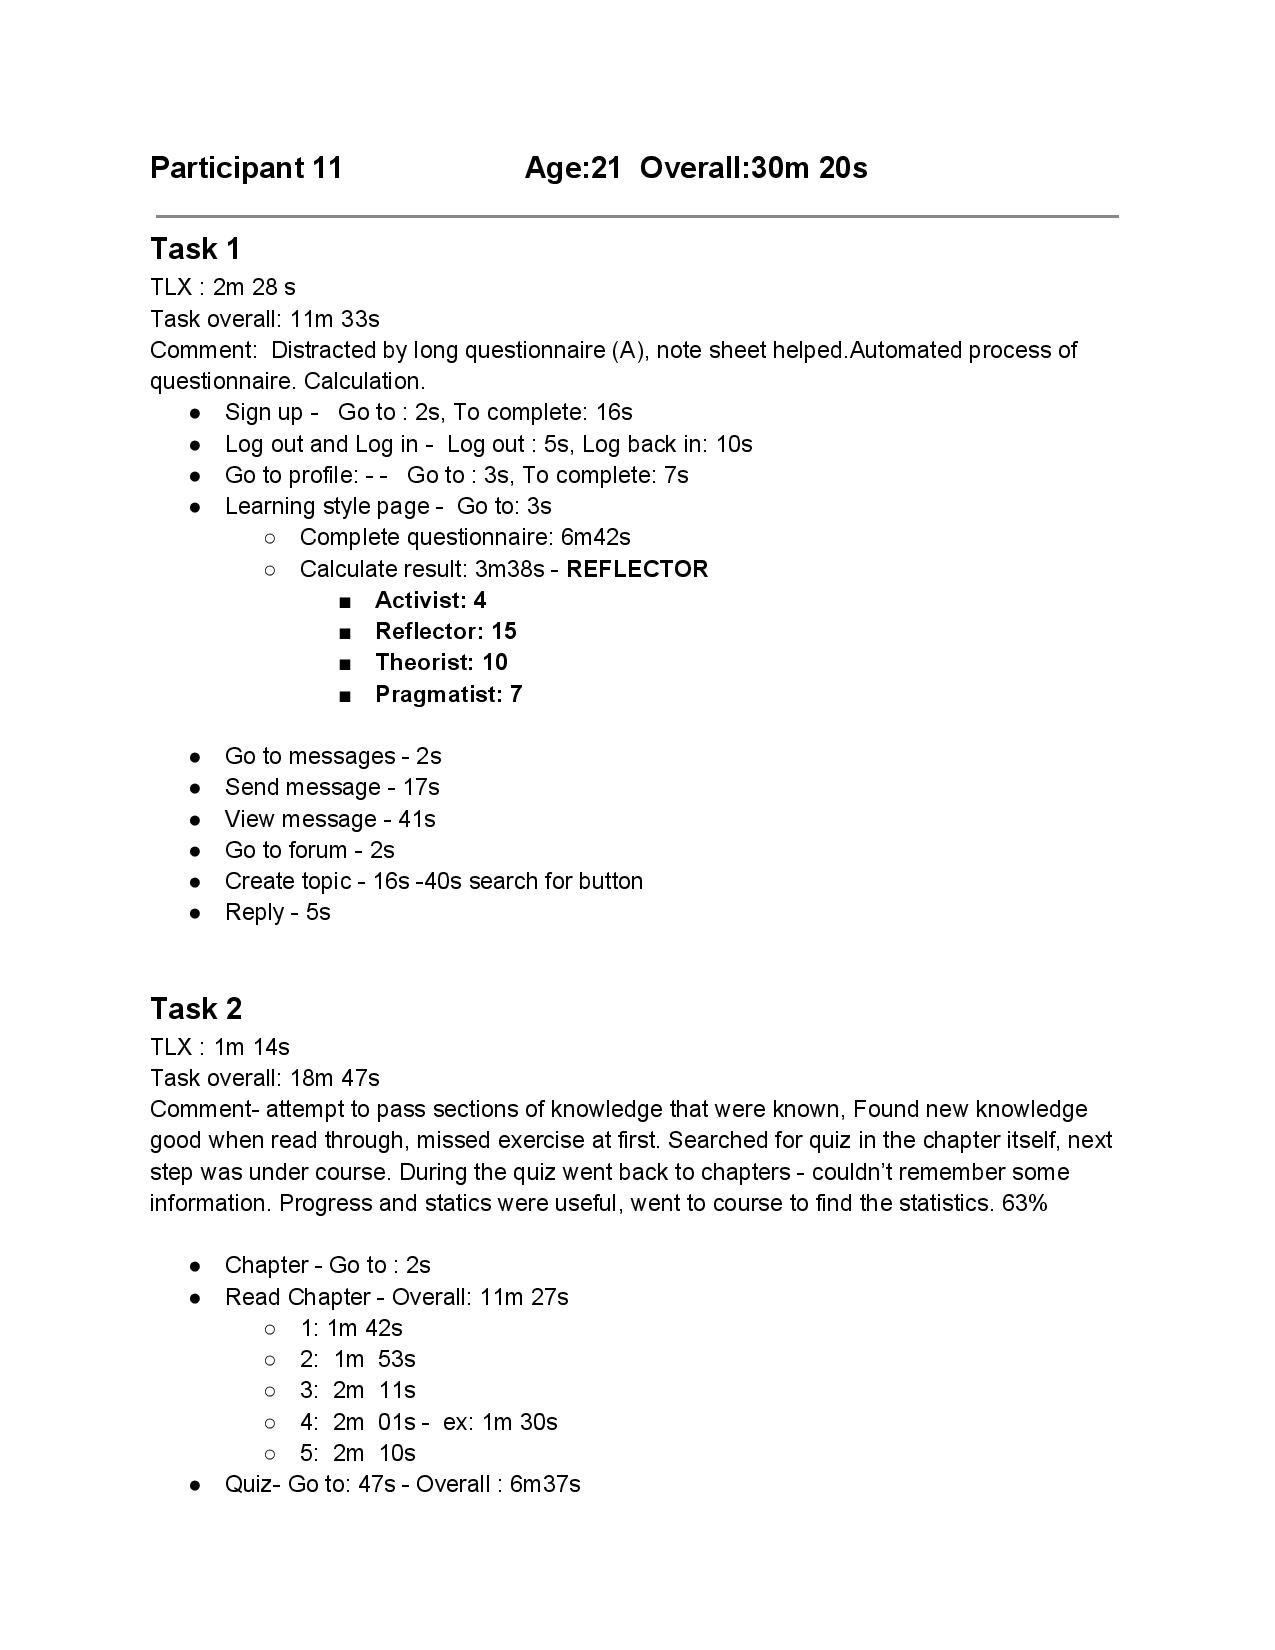 Participant 11 Age:21 Overall:30m 20s
Task 1
TLX : 2m 28 s
Task overall: 11m 33s
Comment: Distracted by long questionnaire (A), note sheet helped.Automated process of
questionnaire. Calculation.
● Sign up - Go to : 2s, To complete: 16s
● Log out and Log in - Log out : 5s, Log back in: 10s
● Go to profile: - - Go to : 3s, To complete: 7s
● Learning style page - Go to: 3s
○ Complete questionnaire: 6m42s
○ Calculate result: 3m38s - REFLECTOR
■ Activist: 4
■ Reflector: 15
■ Theorist: 10
■ Pragmatist: 7
● Go to messages - 2s
● Send message - 17s
● View message - 41s
● Go to forum - 2s
● Create topic - 16s -40s search for button
● Reply - 5s
Task 2
TLX : 1m 14s
Task overall: 18m 47s
Comment- attempt to pass sections of knowledge that were known, Found new knowledge
good when read through, missed exercise at first. Searched for quiz in the chapter itself, next
step was under course. During the quiz went back to chapters - couldn’t remember some
information. Progress and statics were useful, went to course to find the statistics. 63%
● Chapter - Go to : 2s
● Read Chapter - Overall: 11m 27s
○ 1: 1m 42s
○ 2: 1m 53s
○ 3: 2m 11s
○ 4: 2m 01s - ex: 1m 30s
○ 5: 2m 10s
● Quiz- Go to: 47s - Overall : 6m37s